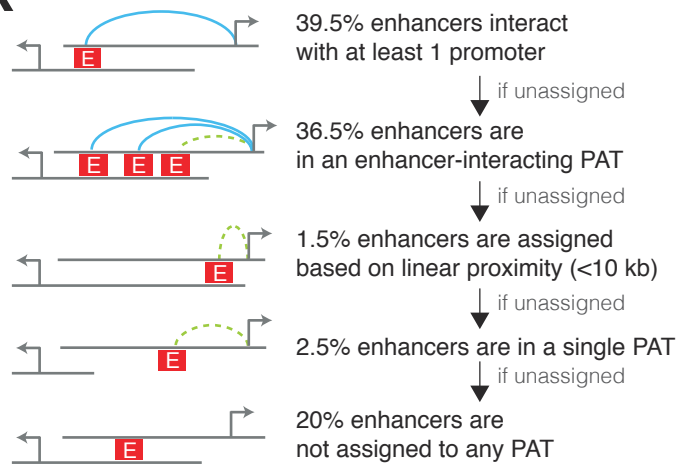 39.5% enhancers interact
with at least 1 promoter
E
if unassigned
36.5% enhancers are
in an enhancer-interacting PAT
E E E
if unassigned
1.5% enhancers are assigned
based on linear proximity (<10 kb)
E
if unassigned
2.5% enhancers are in a single PAT
E
if unassigned
20% enhancers are
not assigned to any PAT
E